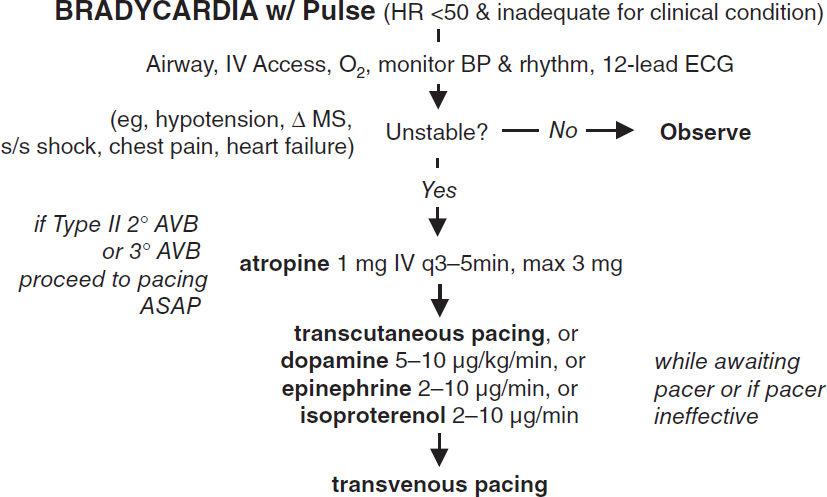 BRADYCARDIA w/ Pulse (HR <50 & inadequate for clinical condition)
Airway, IV Access, O₂, monitor BP & rhythm, 12-lead ECG
(eg, hypotension, Δ MS,
s/s shock, chest pain, heart failure)
Unstable?
No
Observe
Yes
if Type II 2° AVB
or 3° AVB
proceed to pacing
ASAP
atropine 1 mg IV q3–5min, max 3 mg
transcutaneous pacing, or
dopamine 5–10 μg/kg/min, or
epinephrine 2–10 μg/min, or
isoproterenol 2–10 μg/min
while awaiting
pacer or if pacer
ineffective
transvenous pacing